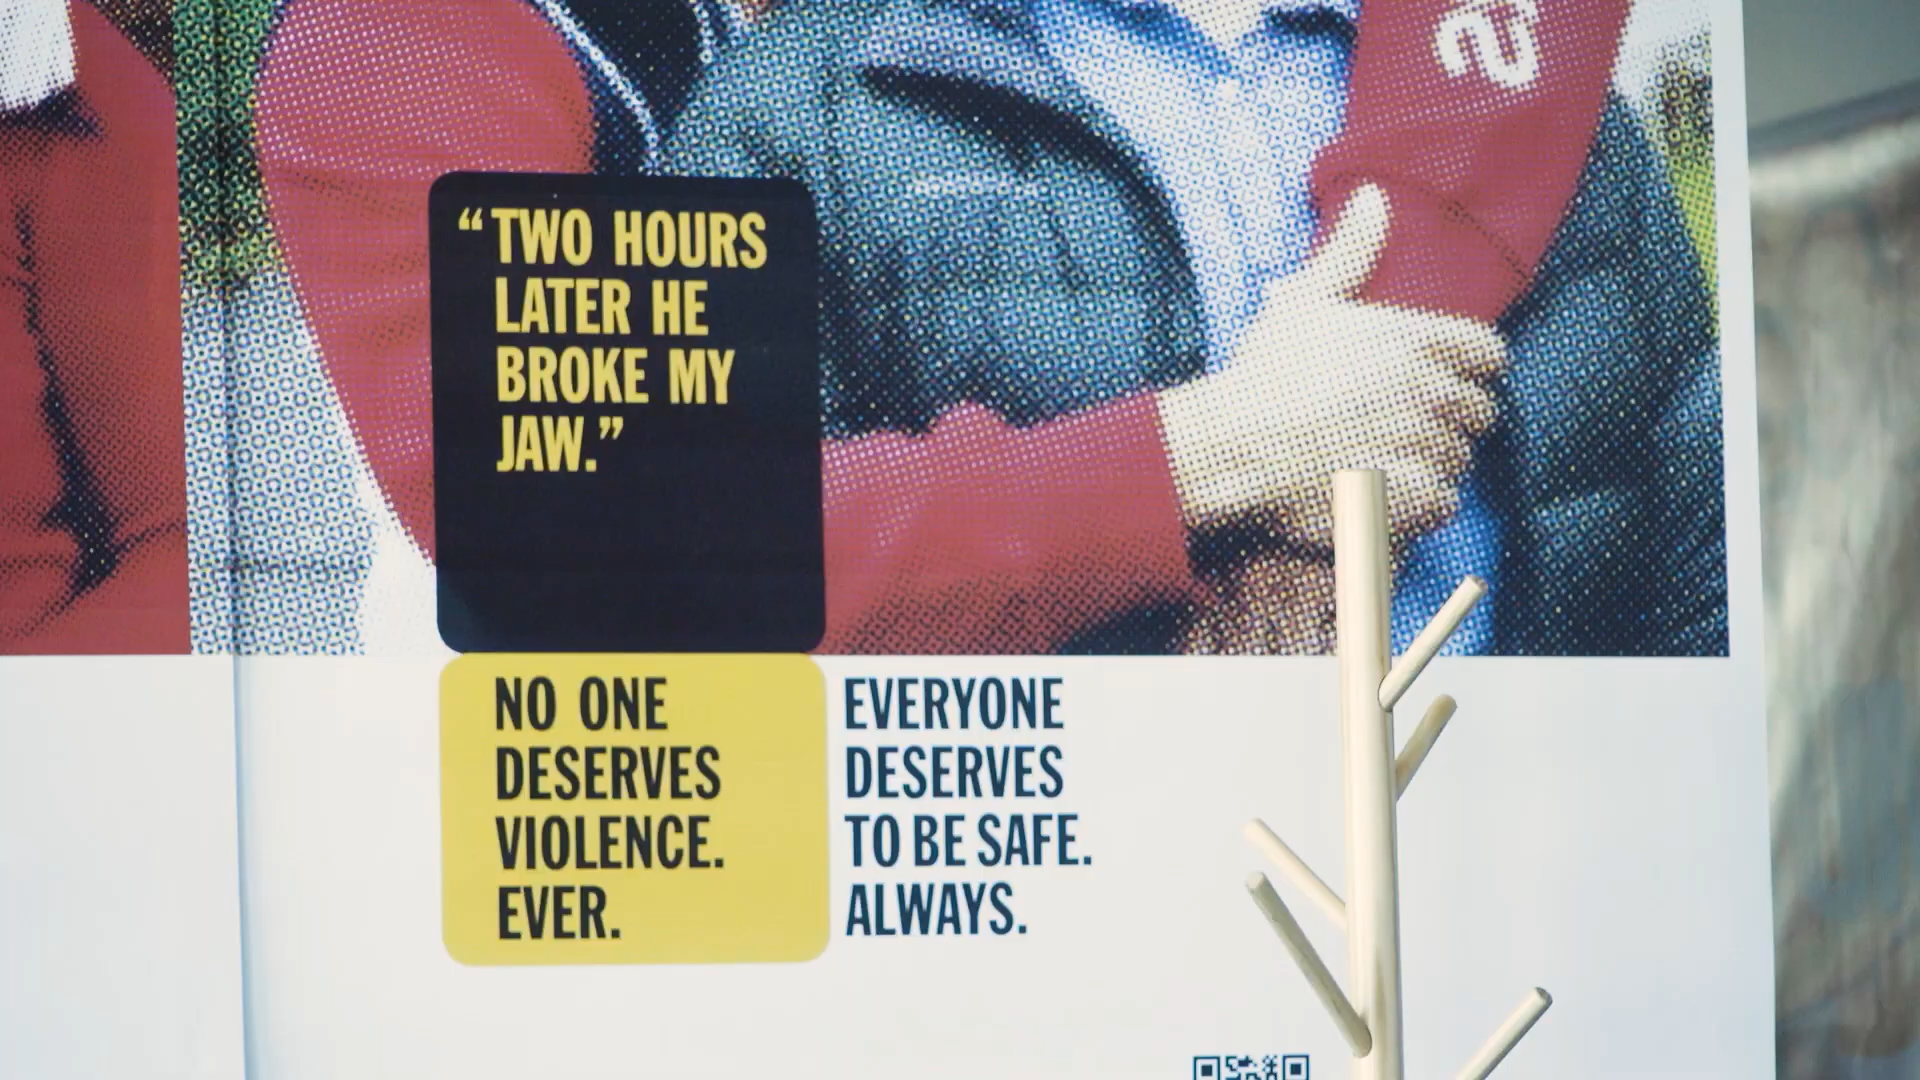 “TWO HOURS
LATER HE
BROKE MY
JAW.”
NO ONE
DESERVES
VIOLENCE.
EVER.
EVERYONE
DESERVES
TO BE SAFE.
ALWAYS.